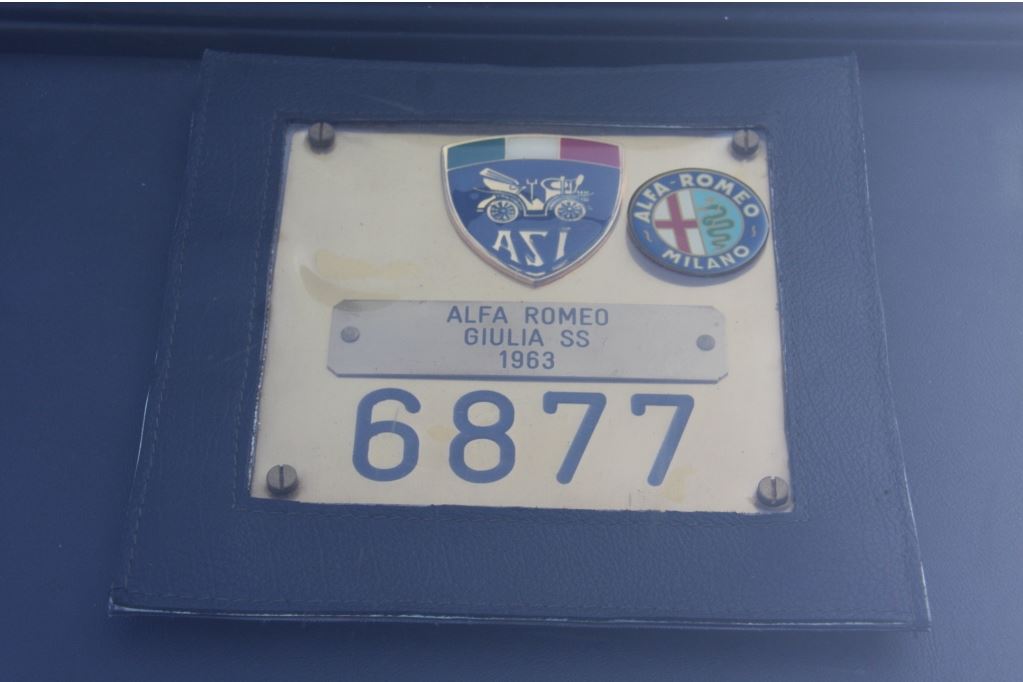 ASI
ALFA-ROMEO
MILANO
ALFA ROMEO
GIULIA SS
1963
6877